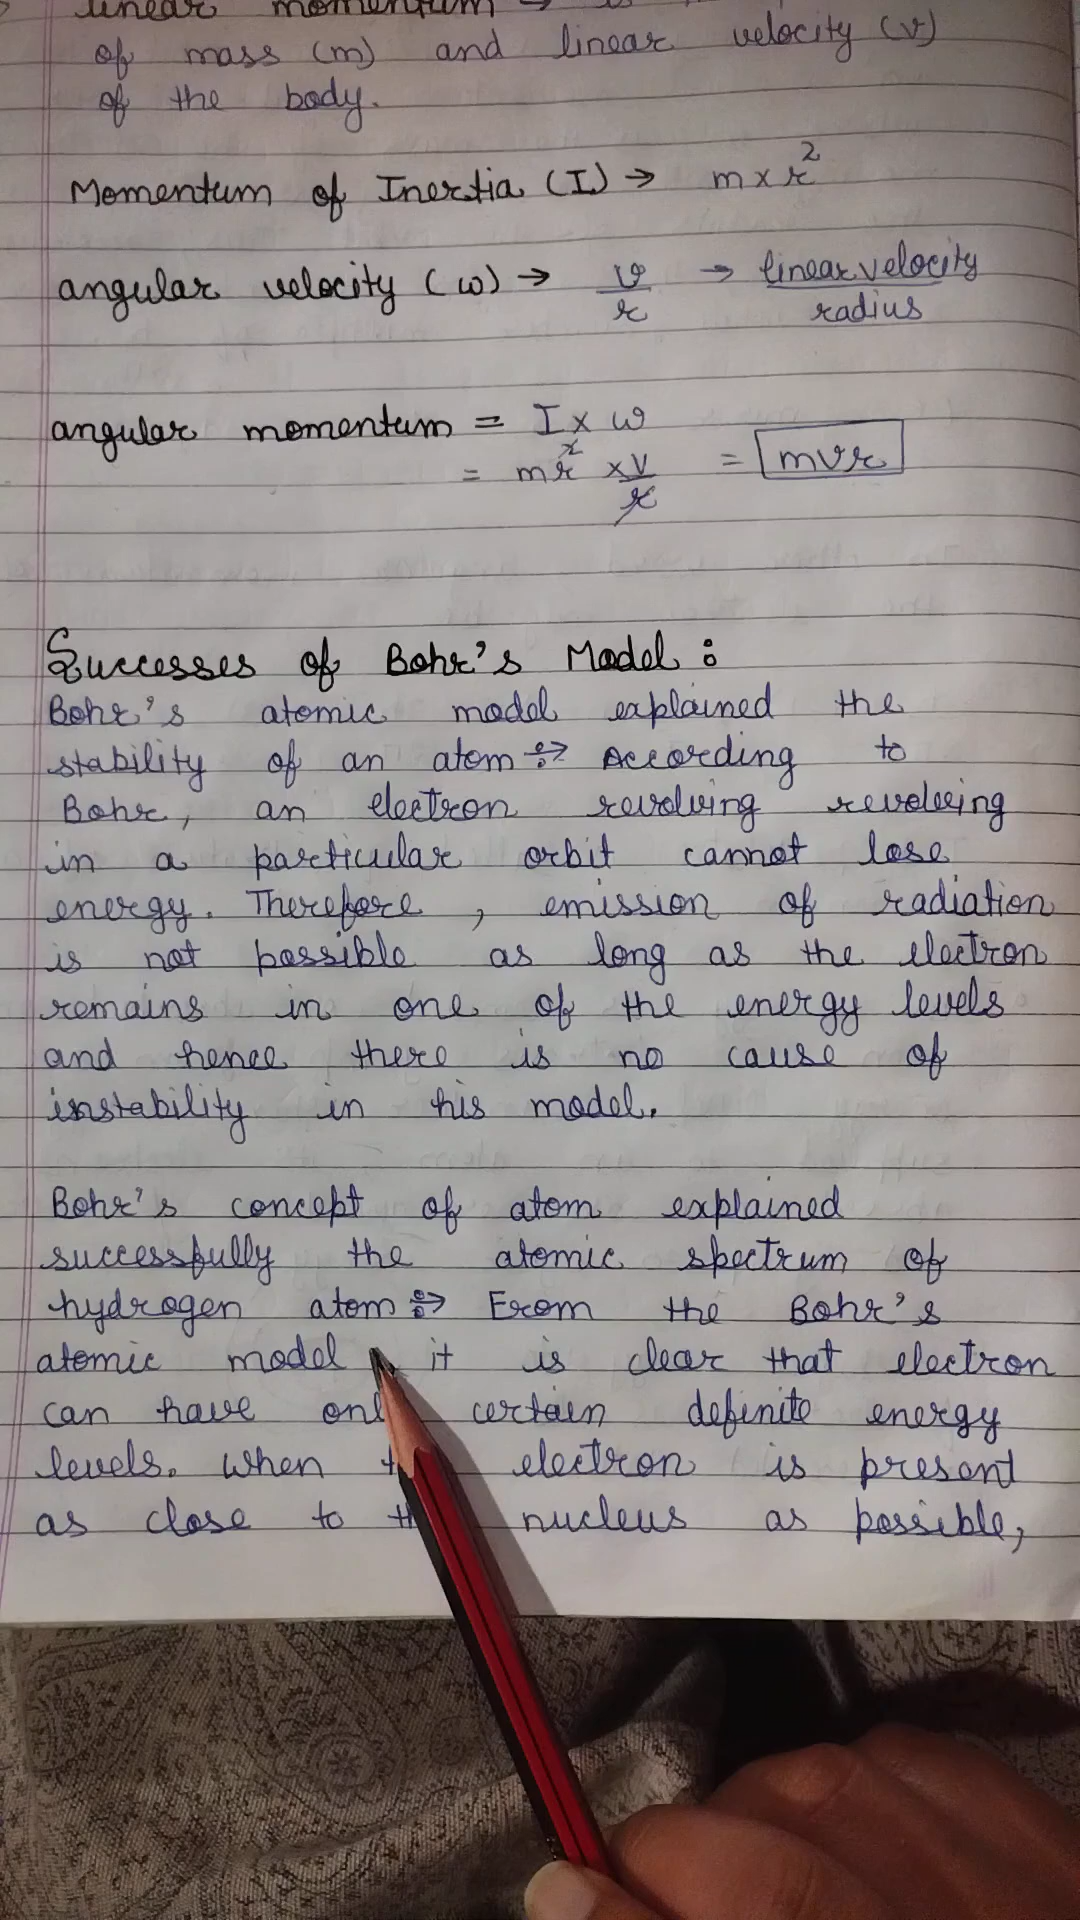 linear momentum →
of mass (m) and linear velocity (v)
of the body.
Momentum of Inertia (I) → m x r²
angular velocity (ω) → v/r → linear velocity/radius
angular momentum = I x ω
= mr² x v/r = mvr
Successes of Bohr's Model :
Bohr's atomic model explained the
stability of an atom :⇒ According to
Bohr, an electron revolving revolving
in a particular orbit cannot lose
energy. Therefore , emission of radiation
is not possible as long as the electron
remains in one of the energy levels
and hence there is no cause of
instability in his model.
Bohr's concept of atom explained
successfully the atomic spectrum of
hydrogen atom :⇒ From the Bohr's
atomic model it is clear that electron
can have certain definite energy
levels. When electron is present
as close to nucleus as possible,